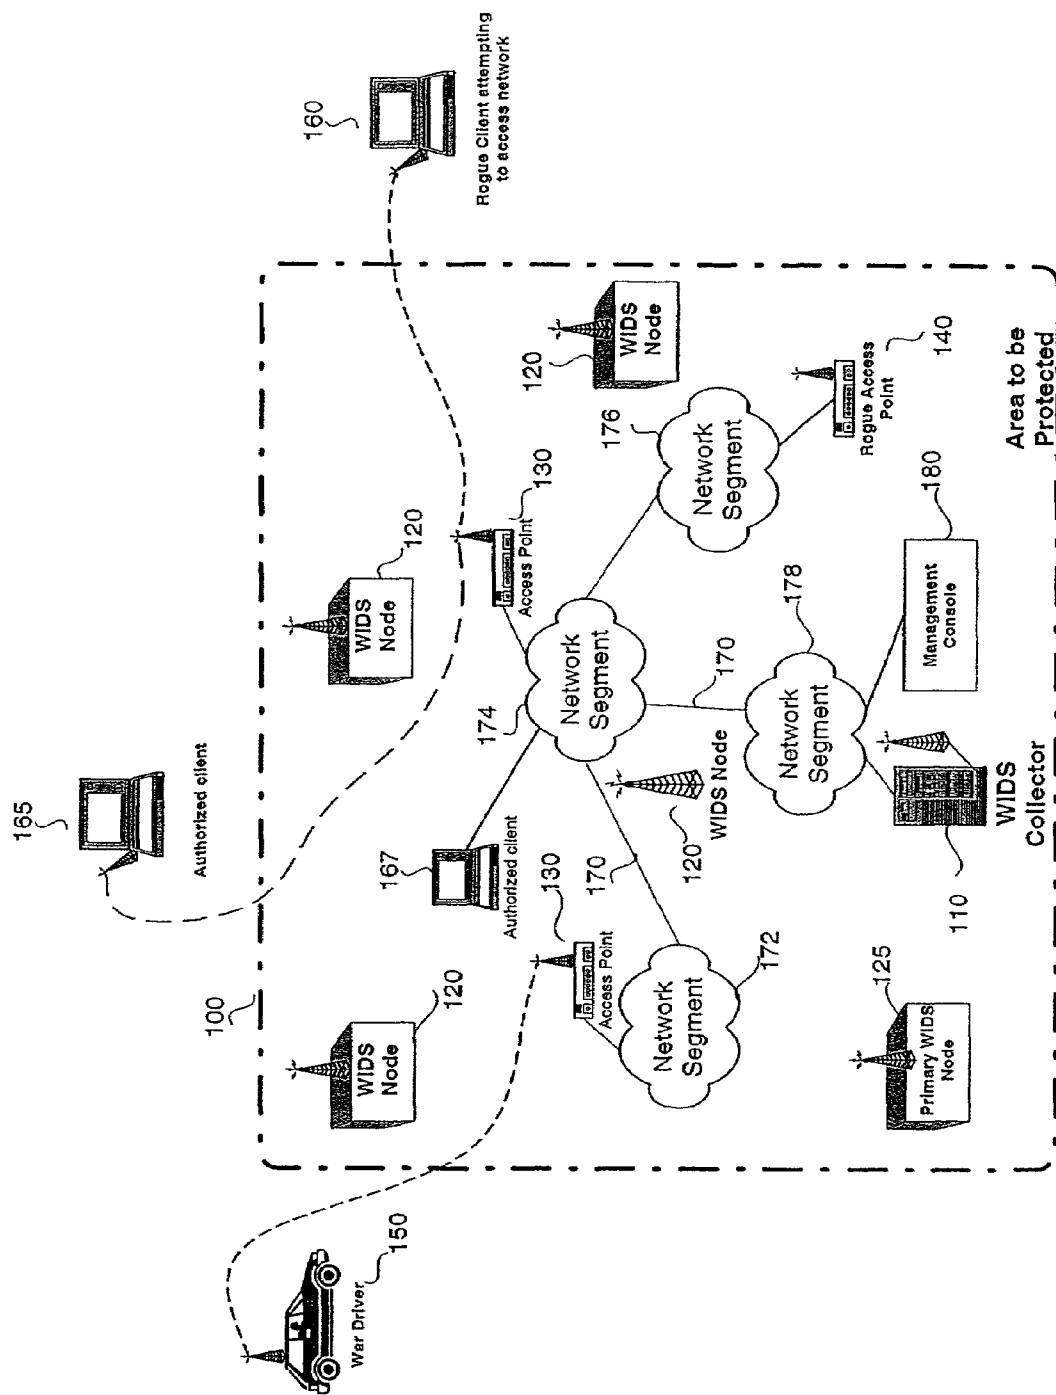 160
Rogue Client attempting
to access network
165
Authorized client
100
120
WIDS
Node
120
WIDS
Node
120
WIDS
Node
130
Access Point
174
Network
Segment
176
Network
Segment
140
Rogue Access
Point
167
Authorized client
130
Access Point
170
120
WIDS Node
170
178
Network
Segment
180
Management
Console
172
Network
Segment
125
Primary WIDS
Node
110
WIDS
Collector
Area to be
Protected
150
War Driver